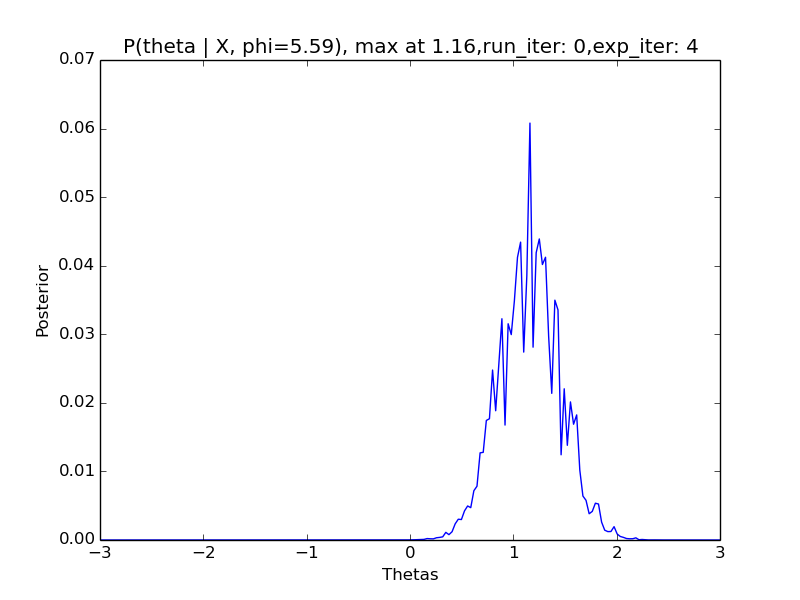 P(theta | X, phi=5.59), max at 1.16,run_iter: 0,exp_iter: 4
0.07
0.06
0.05
0.04
0.03
0.02
0.01
0.00
Posterior
−3 −2 −1 0 1 2 3
Thetas